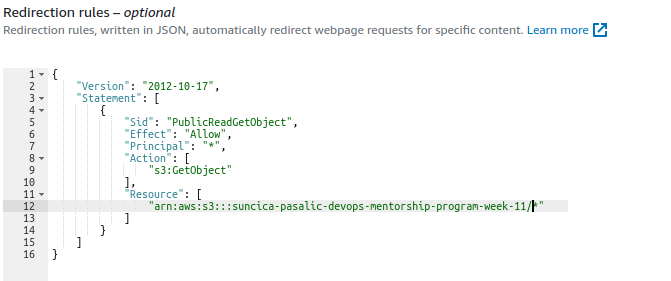 Redirection rules – optional
Redirection rules, written in JSON, automatically redirect webpage requests for specific content. Learn more
1 {
2 "Version": "2012-10-17",
3 "Statement": [
4 {
5 "Sid": "PublicReadGetObject",
6 "Effect": "Allow",
7 "Principal": "*",
8 "Action": [
9 "s3:GetObject"
10 ],
11 "Resource": [
12 "arn:aws:s3:::suncica-pasalic-devops-mentorship-program-week-11/*"
13 ]
14 }
15 ]
16 }